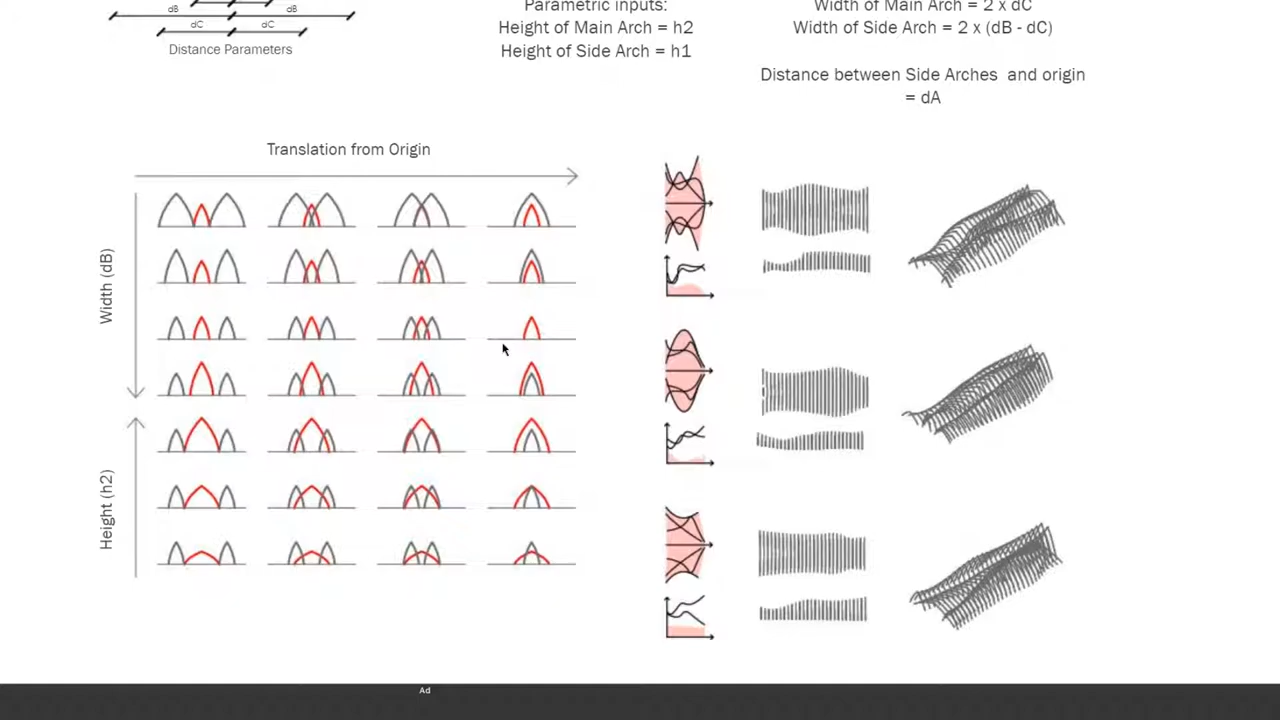 dB
dB
dC
dC
Distance Parameters
Parametric inputs:
Height of Main Arch = h2
Height of Side Arch = h1
Width of Main Arch = 2 x dC
Width of Side Arch = 2 x (dB - dC)
Distance between Side Arches and origin
= dA
Translation from Origin
Width (dB)
Height (h2)
Ad